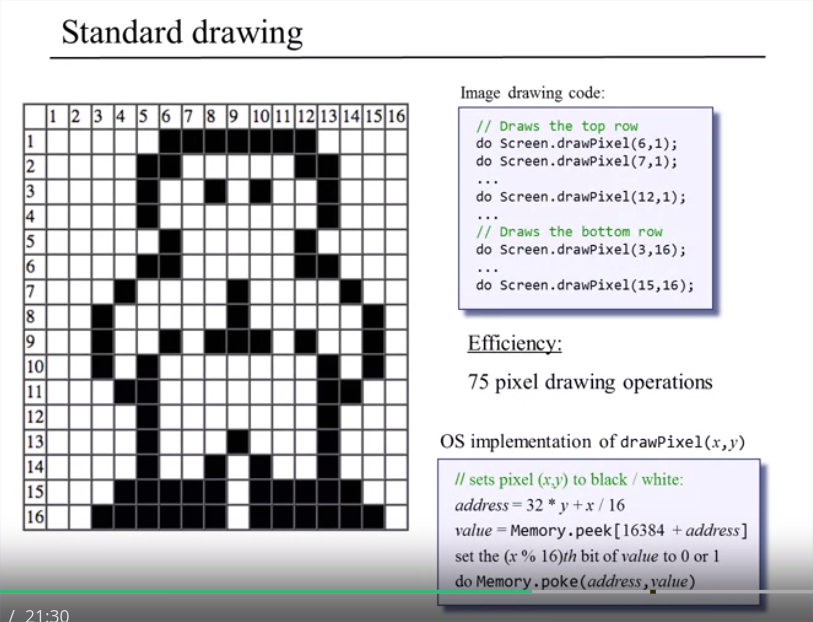 Standard drawing
1 2 3 4 5 6 7 8 9 10 11 12 13 14 15 16
1
2
3
4
5
6
7
8
9
10
11
12
13
14
15
16
Image drawing code:
// Draws the top row
do Screen.drawPixel(6,1);
do Screen.drawPixel(7,1);
...
do Screen.drawPixel(12,1);
...
// Draws the bottom row
do Screen.drawPixel(3,16);
...
do Screen.drawPixel(15,16);
Efficiency:
75 pixel drawing operations
OS implementation of drawPixel(x,y)
// sets pixel (x,y) to black / white:
address = 32 * y + x / 16
value = Memory.peek[16384 + address]
set the (x % 16)th bit of value to 0 or 1
do Memory.poke(address,value)
/ 21:30